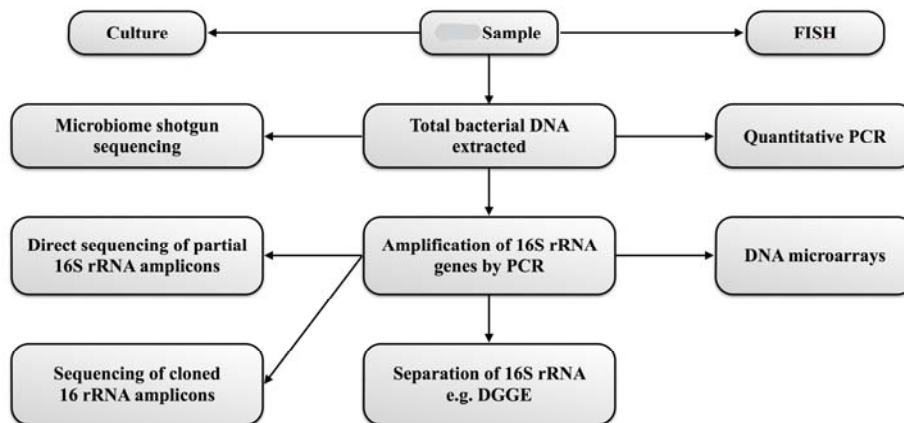 Culture
Sample
FISH
Microbiome shotgun
sequencing
Total bacterial DNA
extracted
Quantitative PCR
Direct sequencing of partial
16S rRNA amplicons
Amplification of 16S rRNA
genes by PCR
DNA microarrays
Sequencing of cloned
16 rRNA amplicons
Separation of 16S rRNA
e.g. DGGE